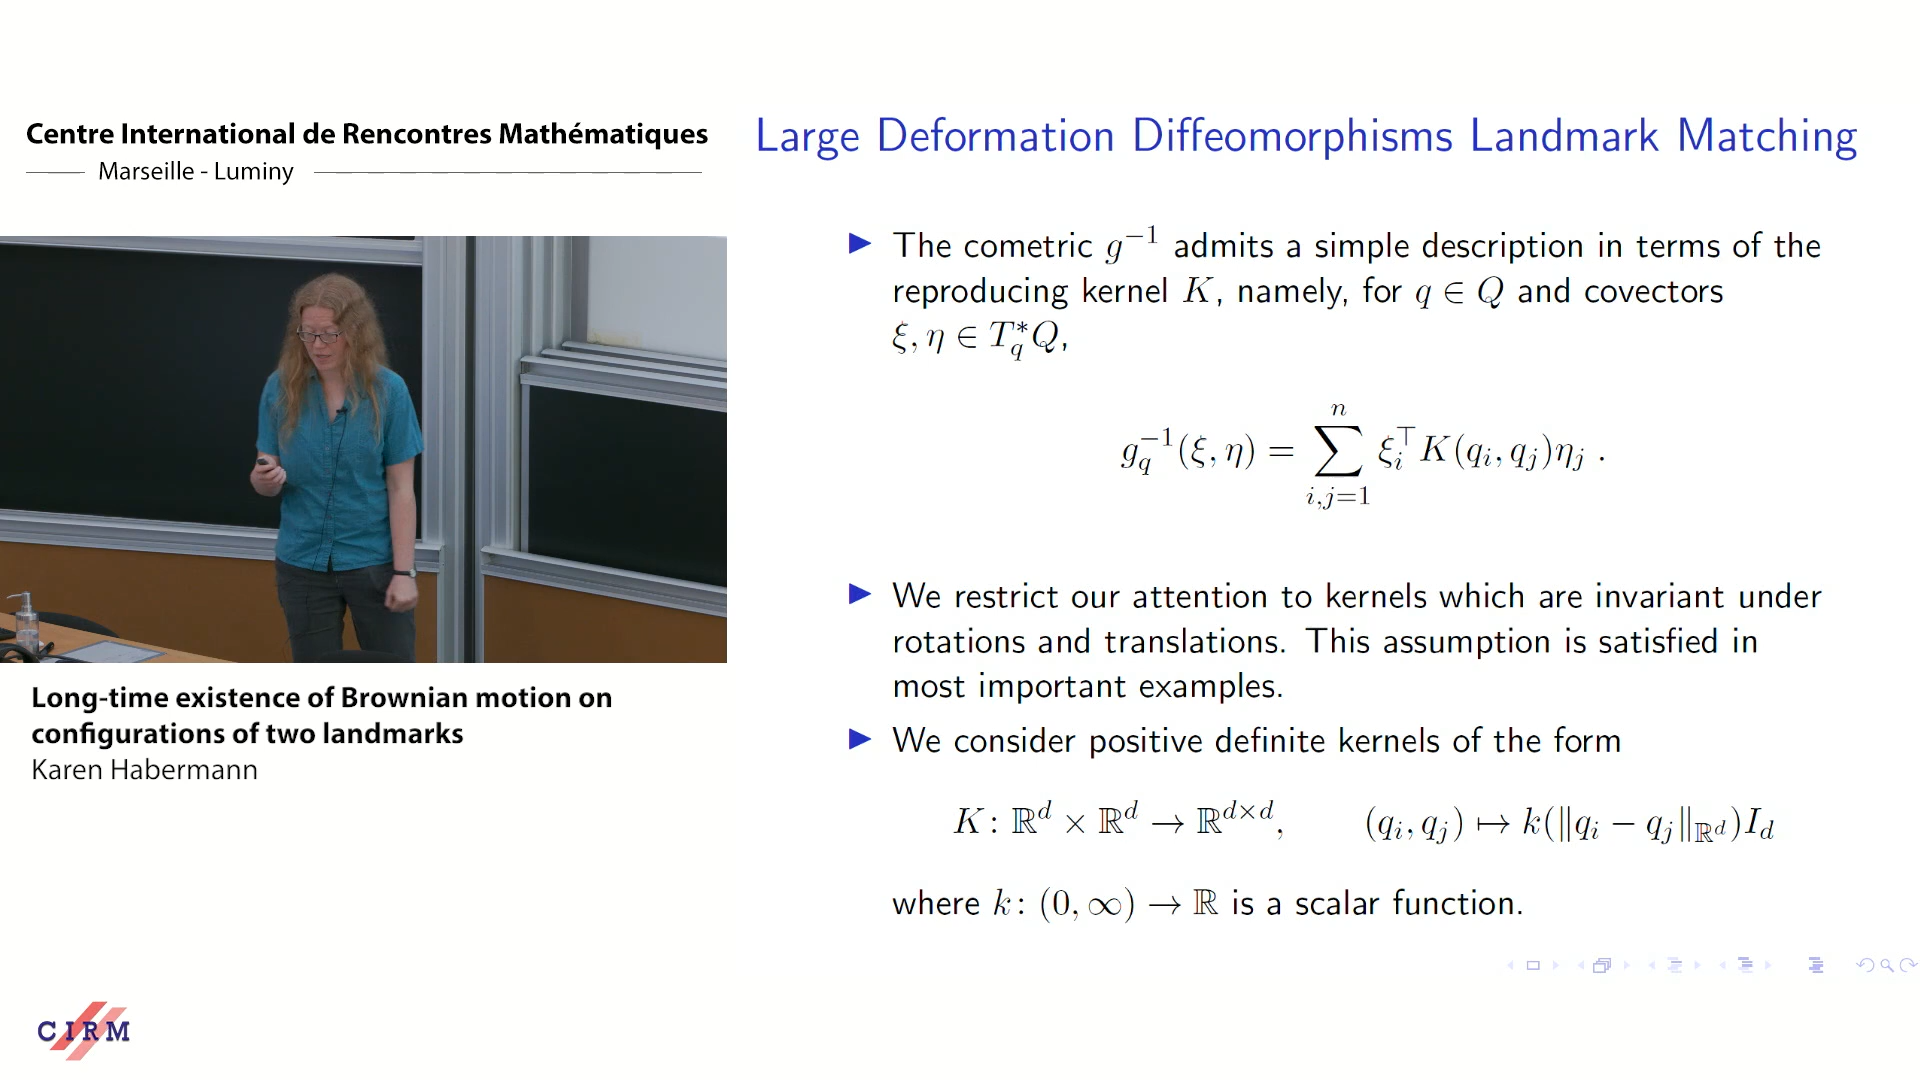 Centre International de Rencontres Mathématiques
Marseille - Luminy
Large Deformation Diffeomorphisms Landmark Matching
▶ The cometric g⁻¹ admits a simple description in terms of the
reproducing kernel K, namely, for q ∈ Q and covectors
ξ, η ∈ T_q^*Q,
g_q^{-1}(ξ, η) = \sum_{i,j=1}^{n} ξ_i^⊤ K(q_i, q_j)η_j .
▶ We restrict our attention to kernels which are invariant under
rotations and translations. This assumption is satisfied in
most important examples.
▶ We consider positive definite kernels of the form
K: ℝ^d × ℝ^d → ℝ^{d×d}, (q_i, q_j) ↦ k(‖q_i − q_j‖_{ℝ^d})I_d
where k: (0, ∞) → ℝ is a scalar function.
Long-time existence of Brownian motion on
configurations of two landmarks
Karen Habermann
CIRM